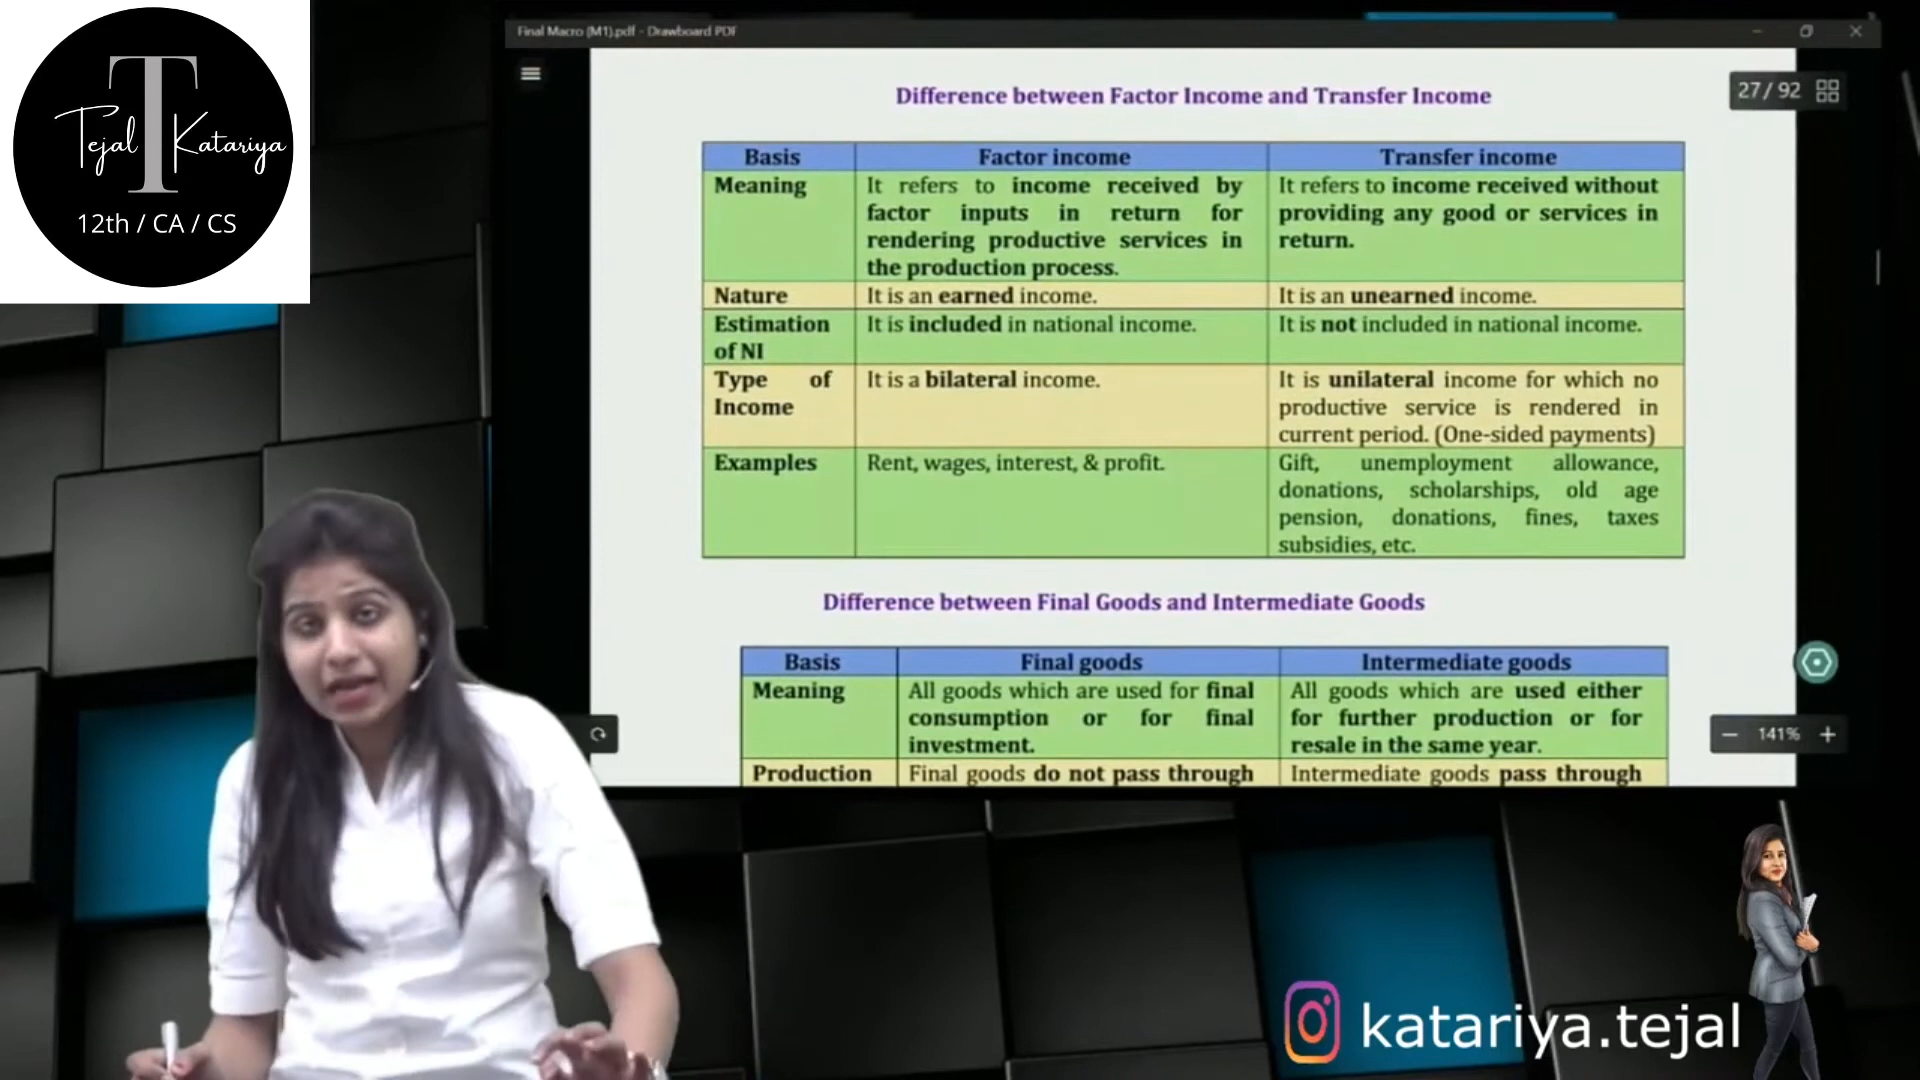 Tejal T Katariya
12th / CA / CS
Final Macro (M1).pdf - Drawboard PDF
27 / 92
Difference between Factor Income and Transfer Income
Basis Factor income Transfer income
Meaning It refers to income received by It refers to income received without
factor inputs in return for providing any good or services in
rendering productive services in return.
the production process.
Nature It is an earned income. It is an unearned income.
Estimation It is included in national income. It is not included in national income.
of NI
Type of It is a bilateral income. It is unilateral income for which no
Income productive service is rendered in
current period. (One-sided payments)
Examples Rent, wages, interest, & profit. Gift, unemployment allowance,
donations, scholarships, old age
pension, donations, fines, taxes
subsidies, etc.
Difference between Final Goods and Intermediate Goods
Basis Final goods Intermediate goods
Meaning All goods which are used for final All goods which are used either
consumption or for final for further production or for
investment. resale in the same year.
Production Final goods do not pass through Intermediate goods pass through
141%
katariya.tejal